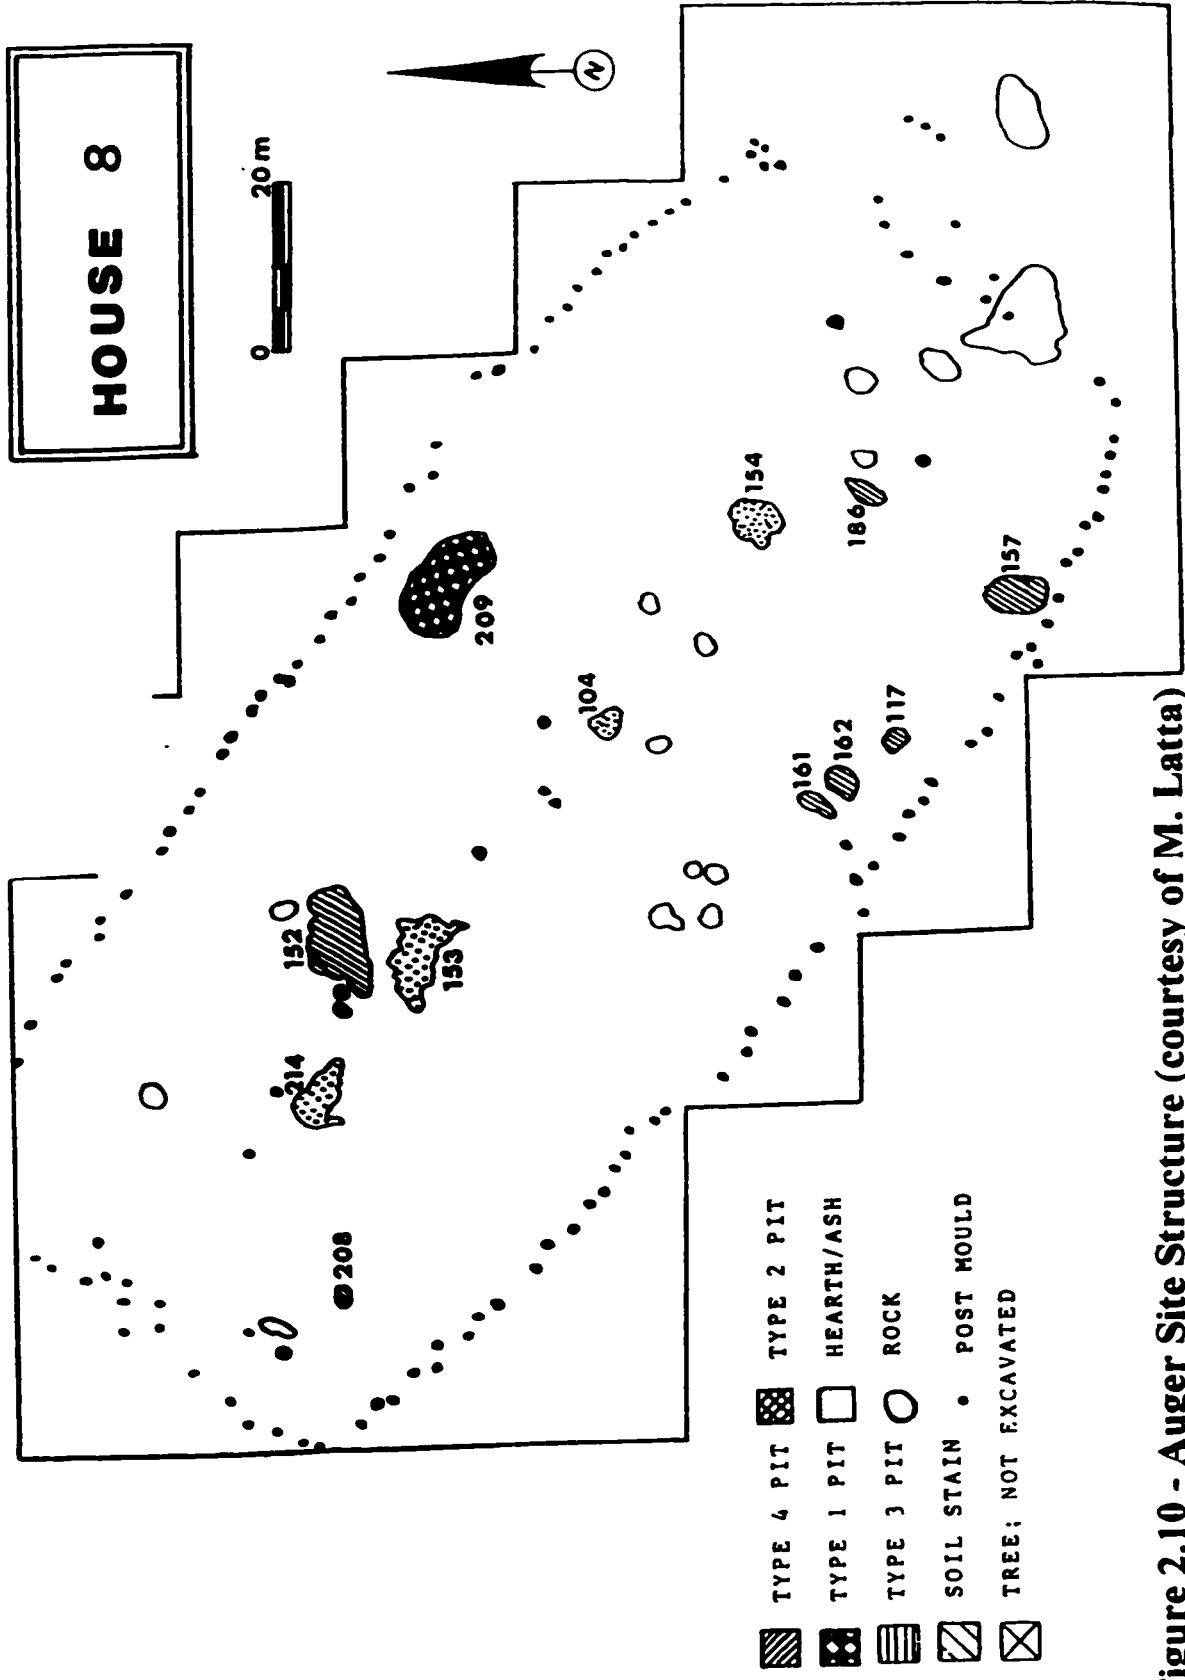 HOUSE 8
0 20 m
N
209
154
186
157
104
161
162
117
152
153
214
208
TYPE 4 PIT TYPE 2 PIT
TYPE 1 PIT HEARTH/ASH
TYPE 3 PIT ROCK
SOIL STAIN POST MOULD
TREE; NOT EXCAVATED
igure 2.10 - Auger Site Structure (courtesy of M. Latta)